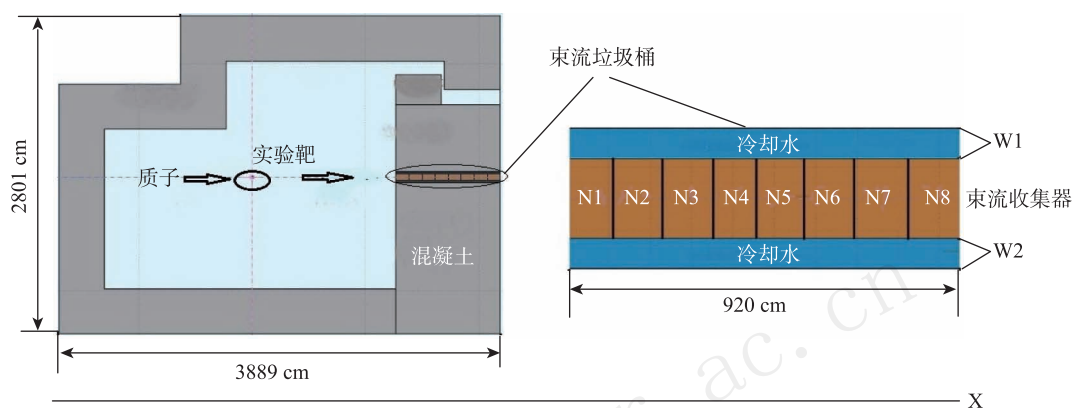 2801 cm
质子
实验靶
混凝土
3889 cm
束流垃圾桶
冷却水
W1
N1 N2 N3 N4 N5 N6 N7 N8
束流收集器
冷却水
W2
920 cm
X